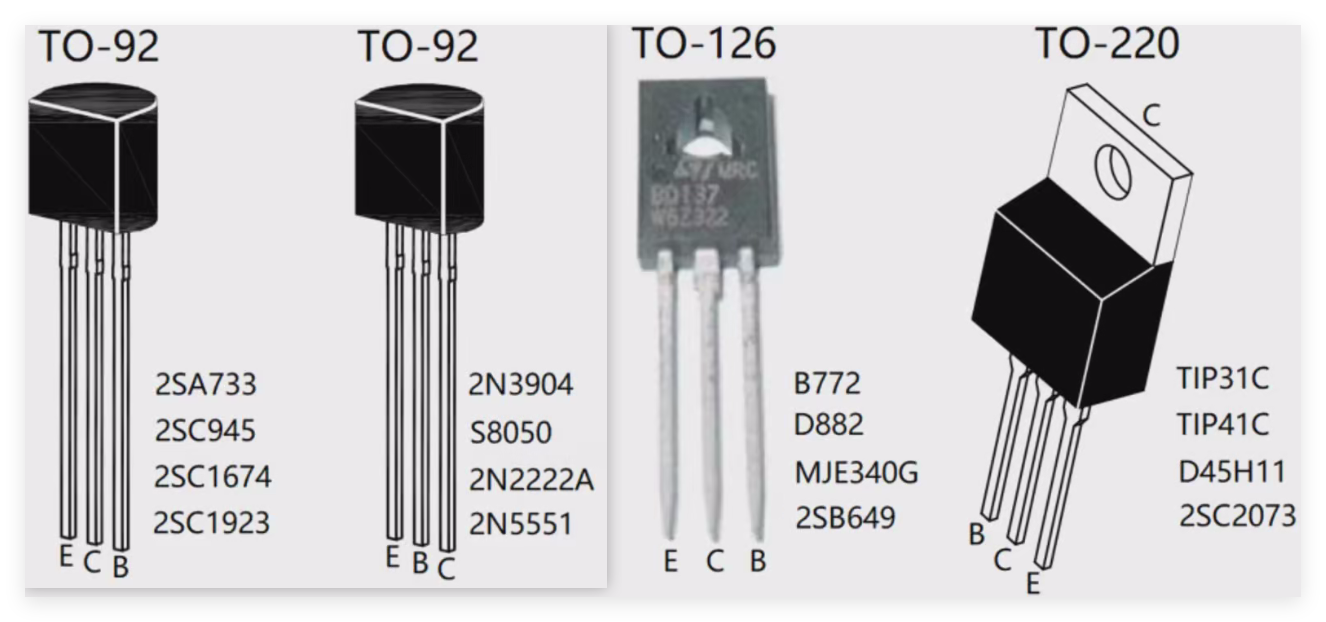 TO-92
2SA733
2SC945
2SC1674
2SC1923
E C B
TO-92
2N3904
S8050
2N2222A
2N5551
E B C
TO-126
BD137
W6Z322
B772
D882
MJE340G
2SB649
E C B
TO-220
C
TIP31C
TIP41C
D45H11
2SC2073
B
C
E